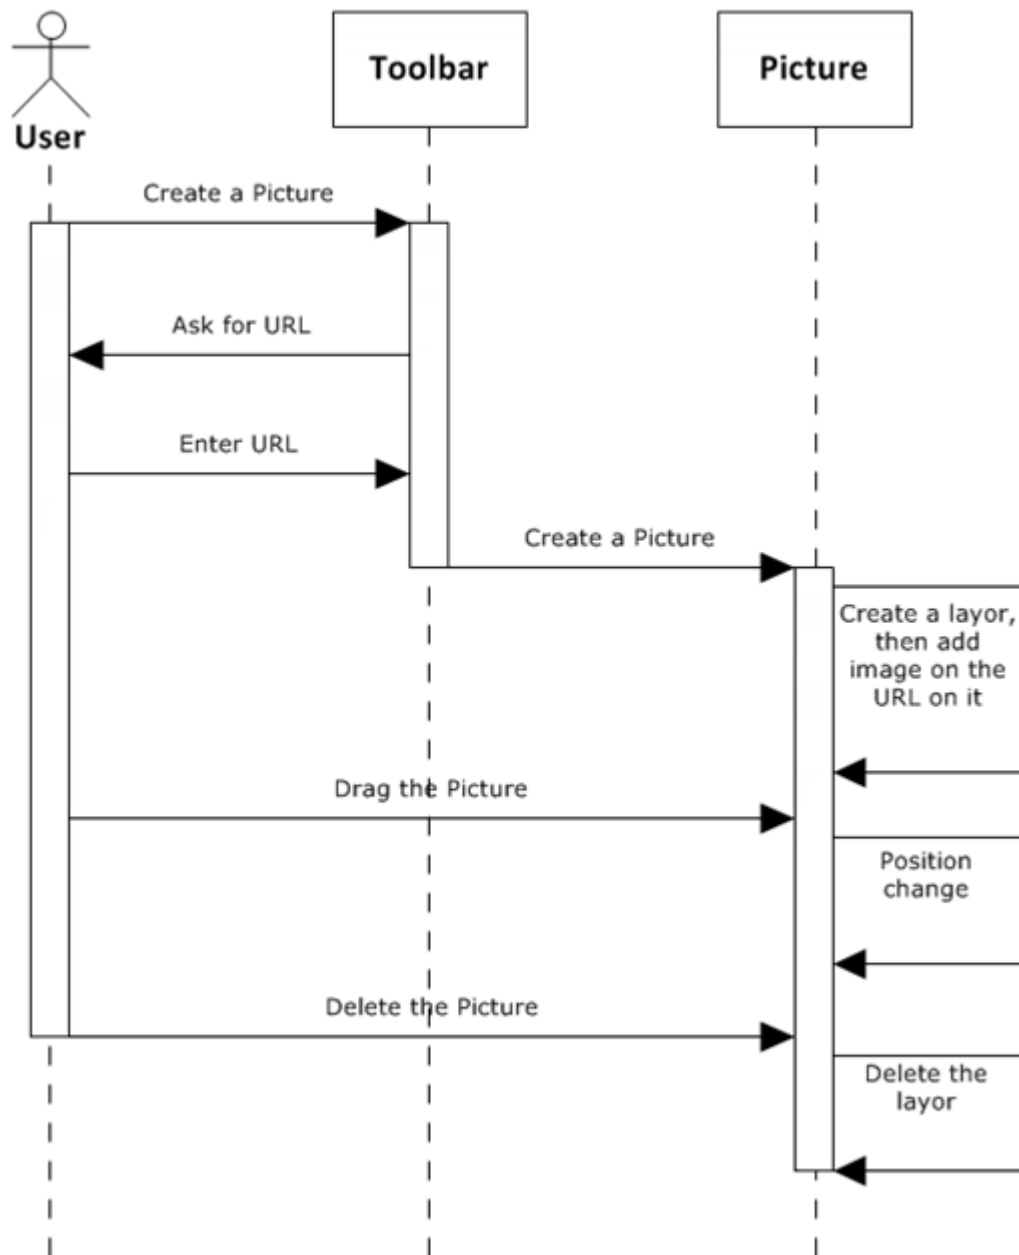 User
Toolbar
Picture
Create a Picture
Ask for URL
Enter URL
Create a Picture
Create a layor,
then add
image on the
URL on it
Drag the Picture
Position
change
Delete the Picture
Delete the
layor